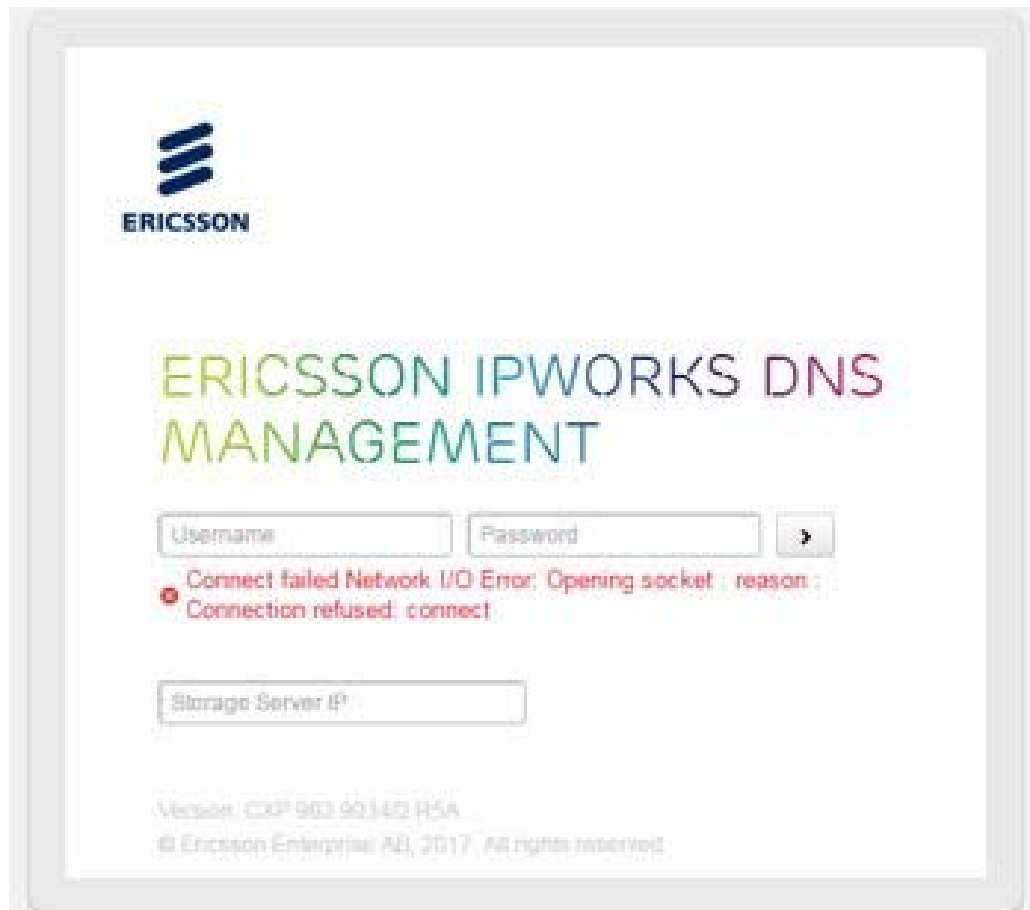 ERICSSON
ERICSSON IPWORKS DNS
MANAGEMENT
Username Password
Connect failed Network I/O Error: Opening socket : reason :
Connection refused: connect
Storage Server IP
Version: CXP 902 9034/2 R5A
© Ericsson Enterprise AB, 2017. All rights reserved.